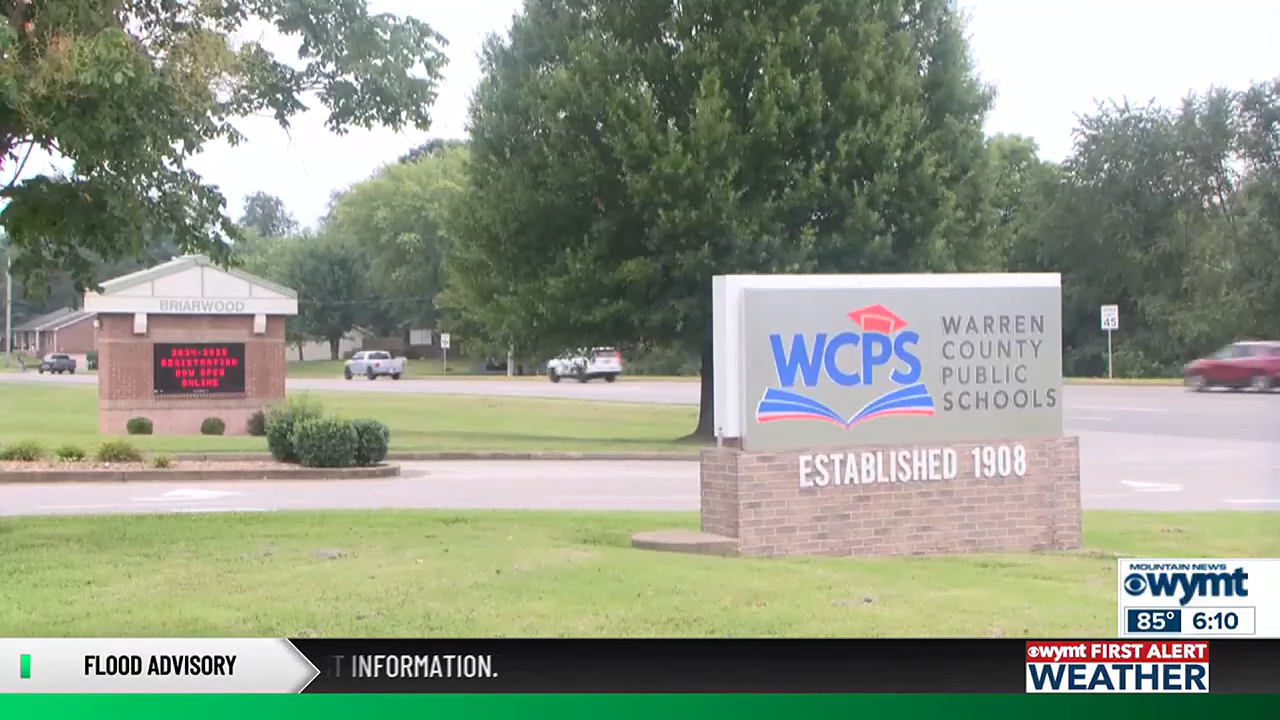 BRIARWOOD
2024-2025
REGISTRATION
NOW OPEN
ONLINE
WCPS
WARREN
COUNTY
PUBLIC
SCHOOLS
ESTABLISHED 1908
45
MOUNTAIN NEWS
wymt
85° 6:10
FLOOD ADVISORY
T INFORMATION.
wymt FIRST ALERT
WEATHER